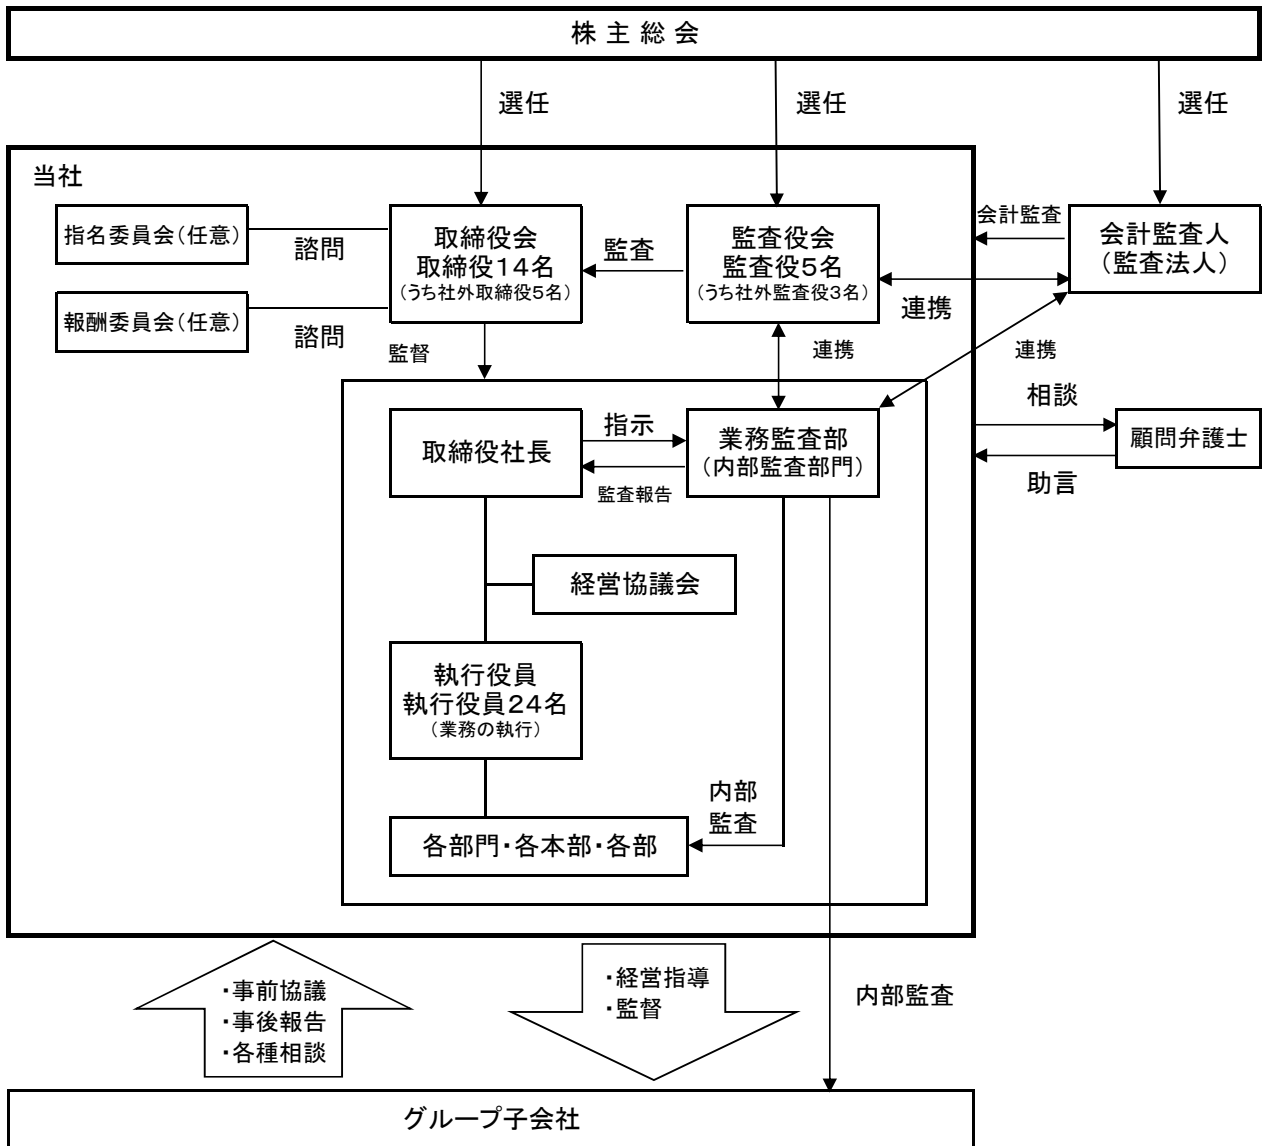 株主総会
選任
選任
選任
当社
指名委員会(任意)
諮問
報酬委員会(任意)
諮問
取締役会
取締役14名
(うち社外取締役5名)
監査
監査役会
監査役5名
(うち社外監査役3名)
会計監査
会計監査人
(監査法人)
連携
監督
連携
連携
取締役社長
指示
監査報告
業務監査部
(内部監査部門)
相談
顧問弁護士
助言
経営協議会
執行役員
執行役員24名
(業務の執行)
内部
監査
各部門・各本部・各部
・事前協議
・事後報告
・各種相談
・経営指導
・監督
内部監査
グループ子会社